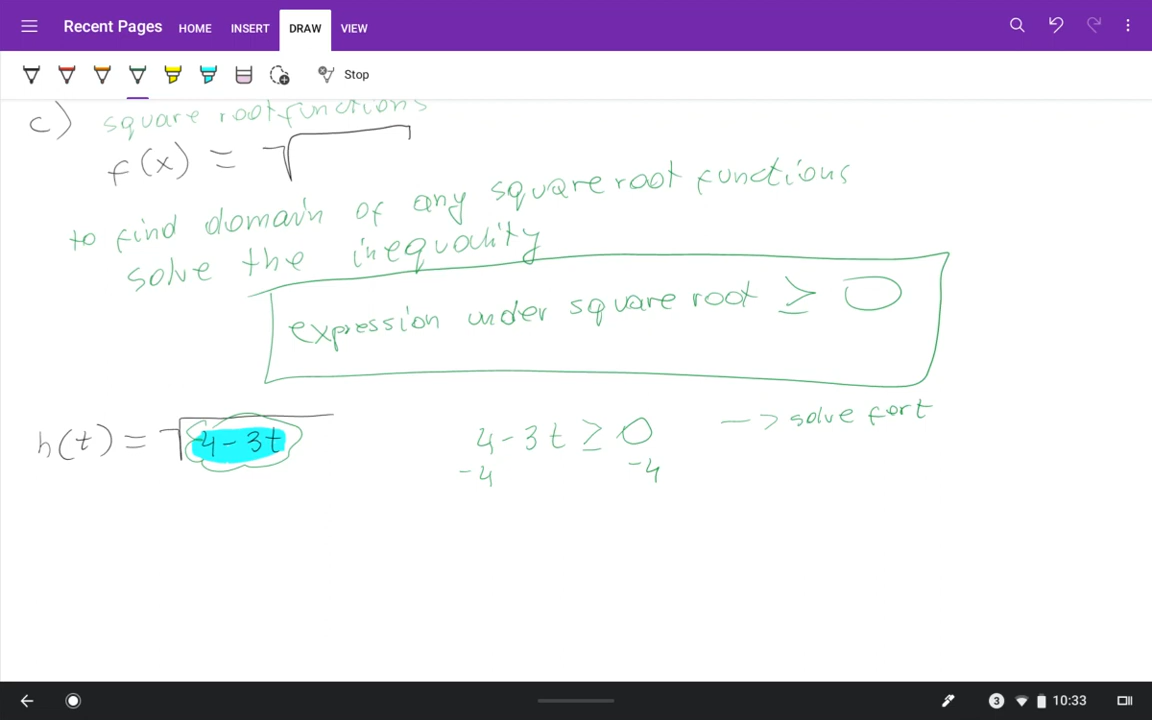 Recent Pages HOME INSERT DRAW VIEW
Stop
c) square root functions
f(x) = √
to find domain of any square root functions
solve the inequality
expression under square root ≥ 0
h(t) = √4-3t
4-3t ≥ 0 —> solve for t
-4 -4
3 10:33